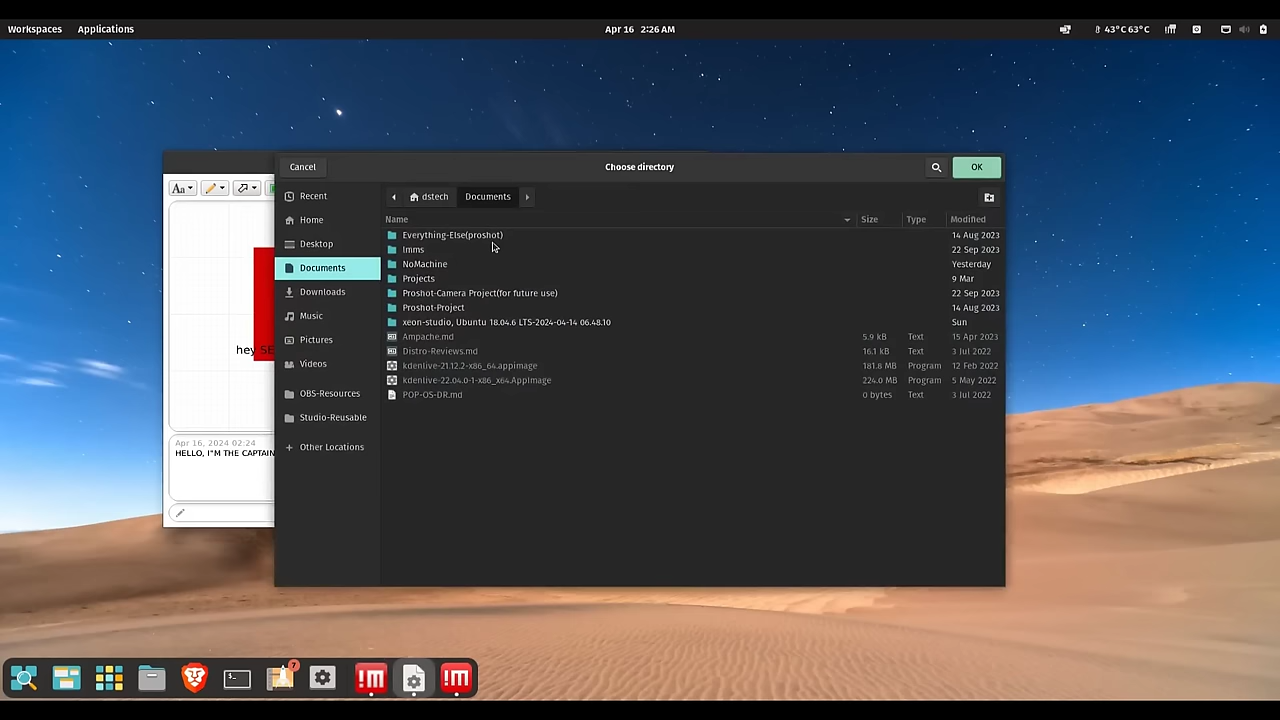 Workspaces Applications Apr 16 2:26 AM 43°C 63°C
Cancel Choose directory OK
Aa
Recent dstech Documents
Name Size Type Modified
Home Everything-Else(proshot) 14 Aug 2023
Desktop Imms 22 Sep 2023
Documents NoMachine Yesterday
Projects 9 Mar
Downloads Proshot-Camera Project(for future use) 22 Sep 2023
Music Proshot-Project 14 Aug 2023
xeon-studio, Ubuntu 18.04.6 LTS-2024-04-14 06.48.10 Sun
Pictures Ampache.md 5.9 kB Text 15 Apr 2023
hey Distro-Reviews.md 16.1 kB Text 3 Jul 2022
Videos kdenlive-21.12.2-x86_64.appimage 181.8 MB Program 12 Feb 2022
kdenlive-22.04.0-1-x86_x64.AppImage 224.0 MB Program 5 May 2022
OBS-Resources POP-OS-DR.md 0 bytes Text 3 Jul 2022
Studio-Reusable
Other Locations
Apr 16, 2024 02:24
HELLO, I"M THE CAPTAIN
7
!M !M